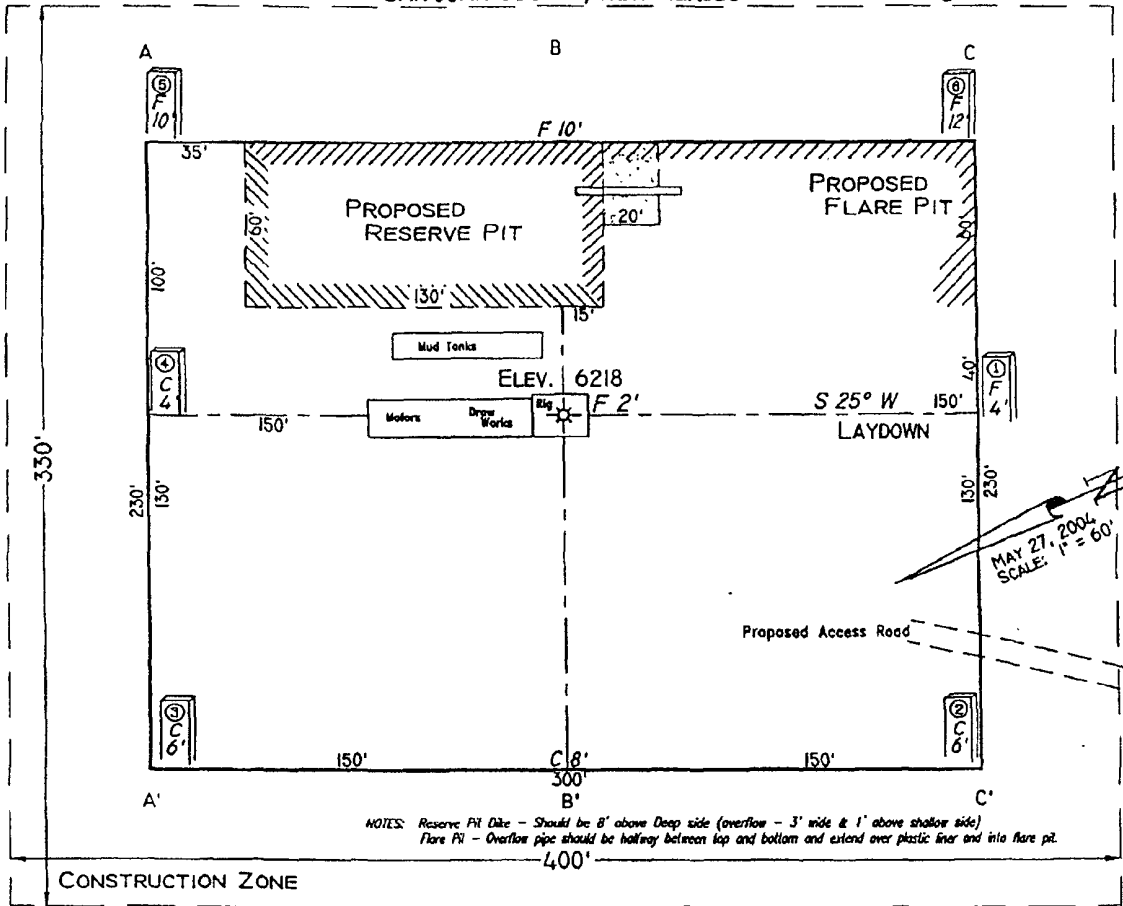 A
B
C
⑤
F
10'
⑥
F
12'
F 10'
35'
PROPOSED
RESERVE PIT
PROPOSED
FLARE PIT
60'
20'
60'
100'
130'
15'
Mud Tanks
④
C
4'
ELEV. 6218
Rig
F 2'
Motors
Draw
Works
150'
S 25° W
150'
LAYDOWN
40'
①
F
4'
330'
230'
130'
130'
230'
N
MAY 27, 2004
SCALE: 1" = 60'
Proposed Access Road
③
C
6'
②
C
6'
150'
C 8'
150'
300'
A'
B'
C'
NOTES: Reserve Pit Dike - Should be 8' above Deep side (overflow - 3' wide & 1' above shallow side)
Flare Pit - Overflow pipe should be halfway between top and bottom and extend over plastic liner and into flare pit.
400'
CONSTRUCTION ZONE